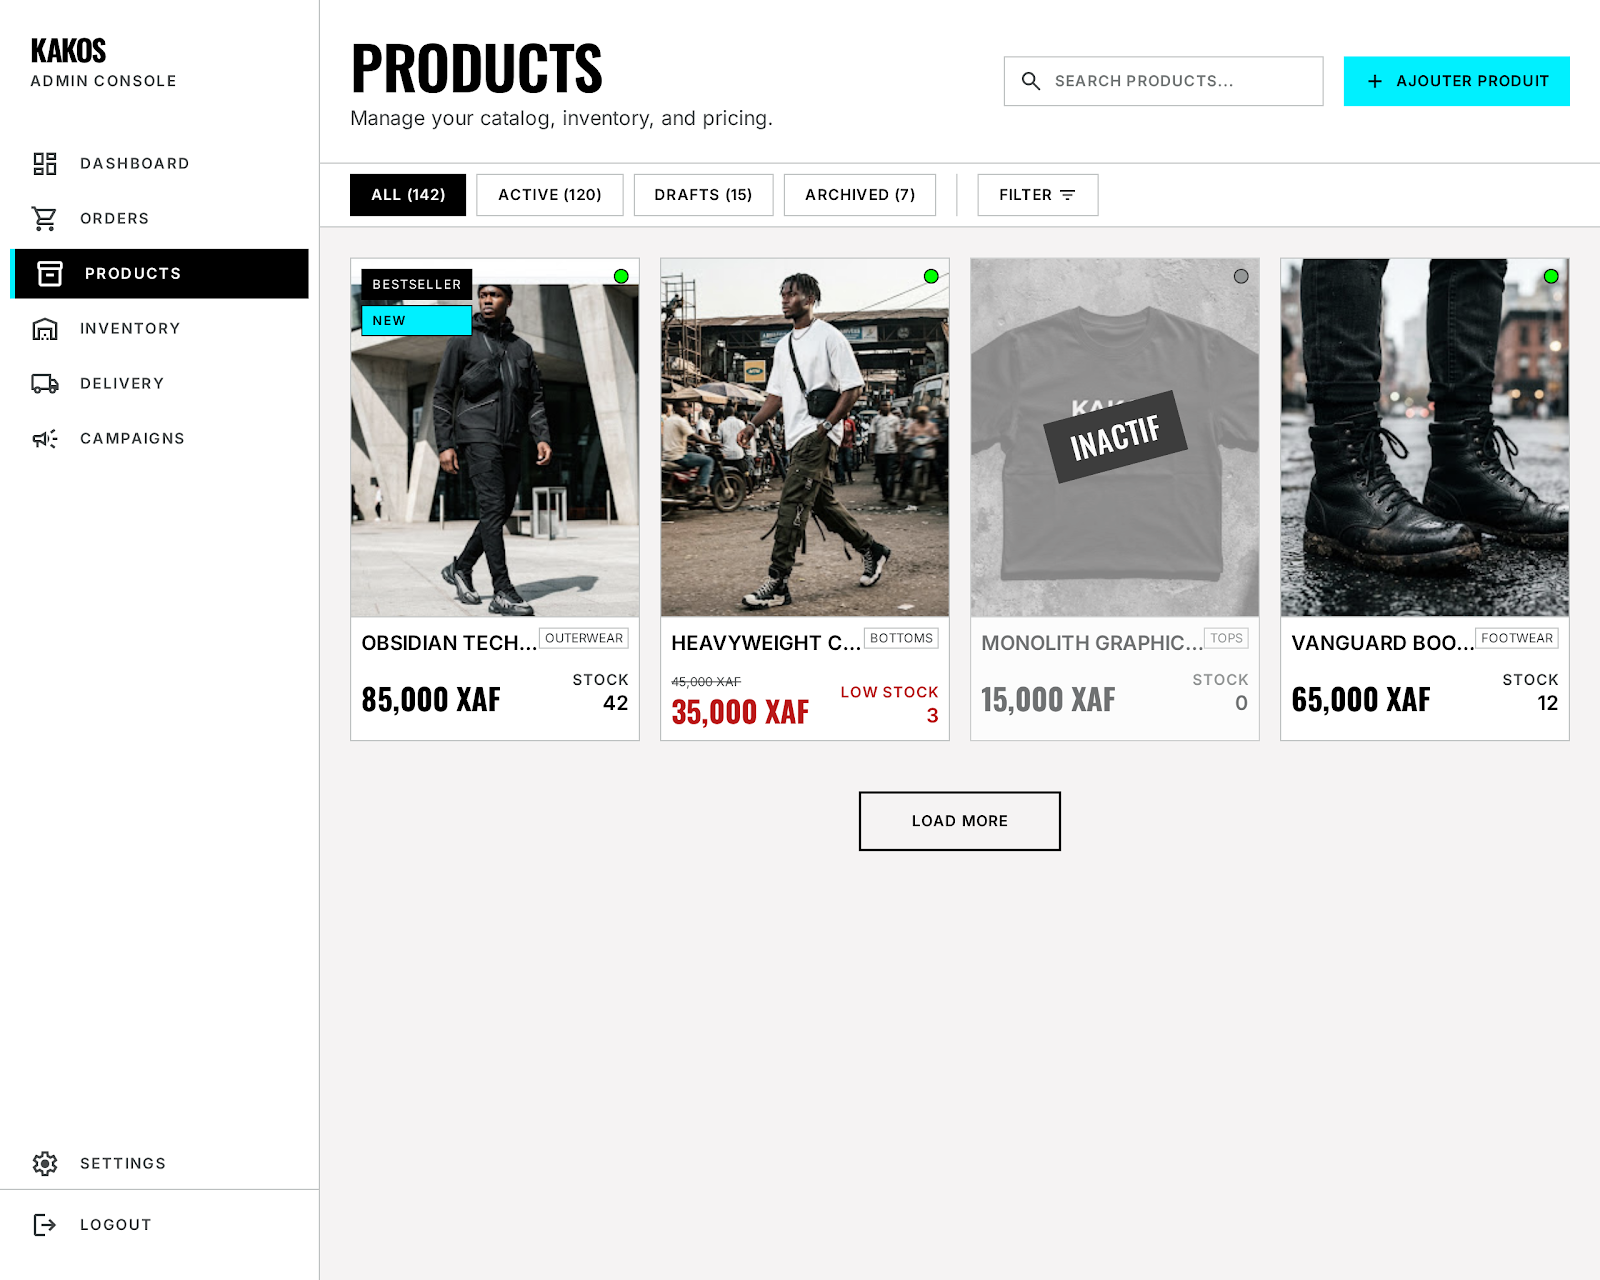 KAKOS
ADMIN CONSOLE
DASHBOARD
ORDERS
PRODUCTS
INVENTORY
DELIVERY
CAMPAIGNS
SETTINGS
LOGOUT
PRODUCTS
Manage your catalog, inventory, and pricing.
SEARCH PRODUCTS...
+ AJOUTER PRODUIT
ALL (142)
ACTIVE (120)
DRAFTS (15)
ARCHIVED (7)
FILTER
BESTSELLER
NEW
OBSIDIAN TECH...
OUTERWEAR
85,000 XAF
STOCK
42
HEAVYWEIGHT C...
BOTTOMS
45,000 XAF
35,000 XAF
LOW STOCK
3
INACTIF
MONOLITH GRAPHIC...
TOPS
15,000 XAF
STOCK
0
VANGUARD BOO...
FOOTWEAR
65,000 XAF
STOCK
12
LOAD MORE